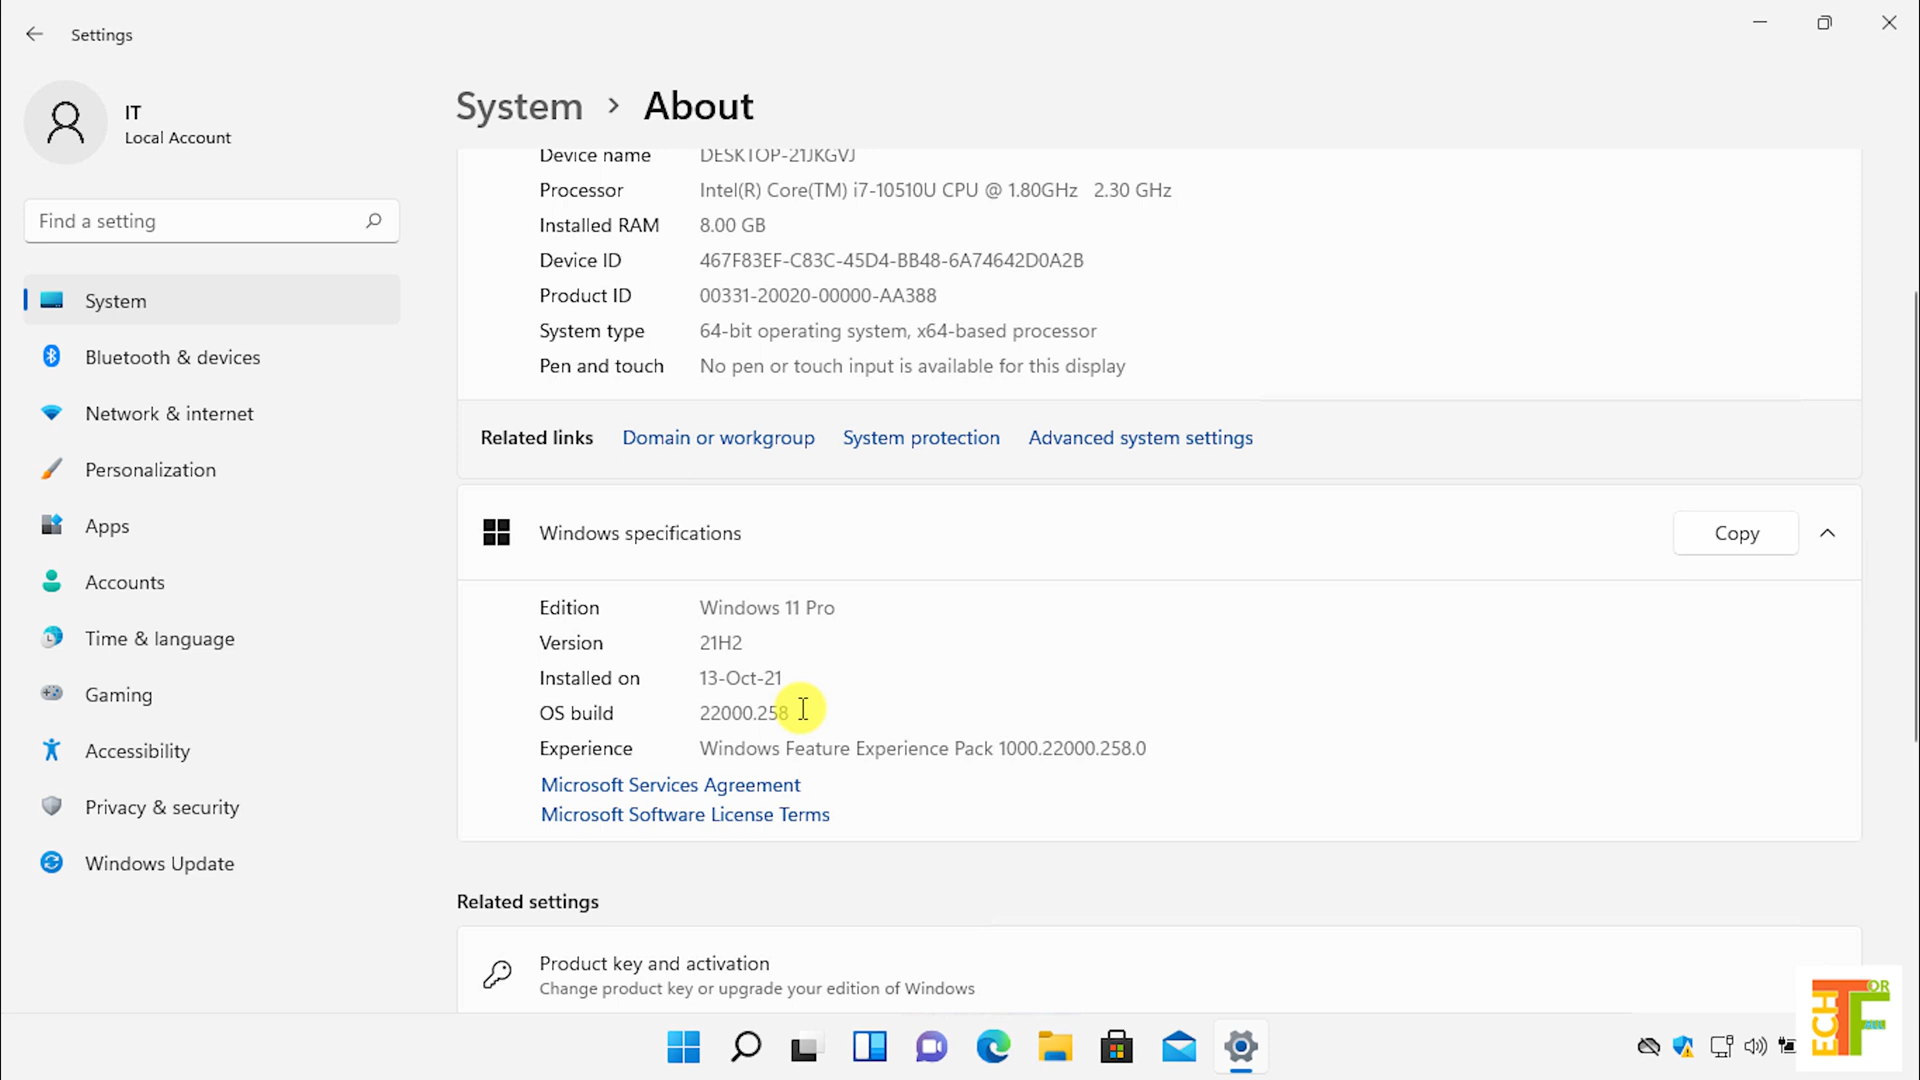 Settings
IT
Local Account
Find a setting
System
Bluetooth & devices
Network & internet
Personalization
Apps
Accounts
Time & language
Gaming
Accessibility
Privacy & security
Windows Update
System > About
Device name DESKTOP-21JKGVJ
Processor Intel(R) Core(TM) i7-10510U CPU @ 1.80GHz 2.30 GHz
Installed RAM 8.00 GB
Device ID 467F83EF-C83C-45D4-BB48-6A74642D0A2B
Product ID 00331-20020-00000-AA388
System type 64-bit operating system, x64-based processor
Pen and touch No pen or touch input is available for this display
Related links Domain or workgroup System protection Advanced system settings
Windows specifications Copy
Edition Windows 11 Pro
Version 21H2
Installed on 13-Oct-21
OS build 22000.258
Experience Windows Feature Experience Pack 1000.22000.258.0
Microsoft Services Agreement
Microsoft Software License Terms
Related settings
Product key and activation
Change product key or upgrade your edition of Windows